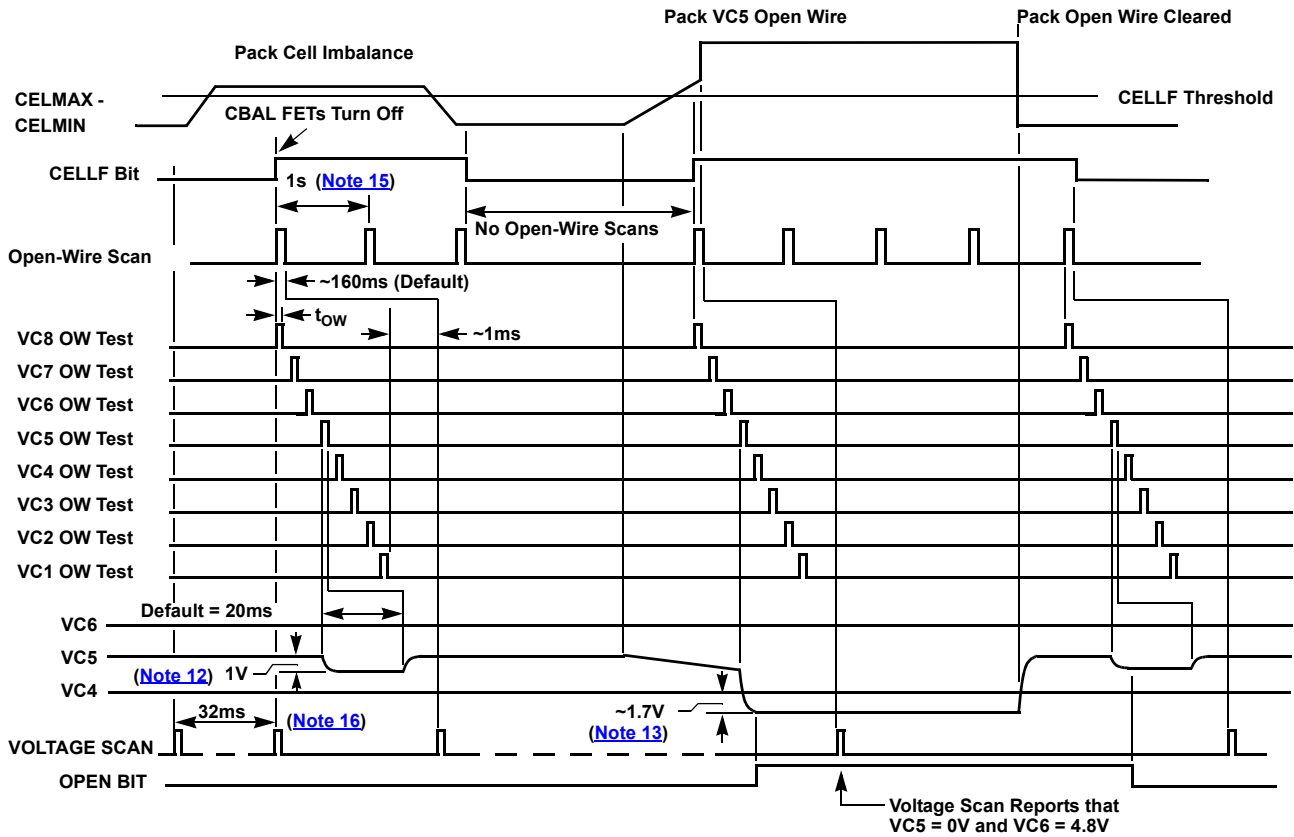 Pack VC5 Open Wire
Pack Open Wire Cleared
Pack Cell Imbalance
CELMAX -
CELMIN
CBAL FETs Turn Off
CELLF Threshold
CELLF Bit
1s (Note 15)
No Open-Wire Scans
Open-Wire Scan
~160ms (Default)
tOW
~1ms
VC8 OW Test
VC7 OW Test
VC6 OW Test
VC5 OW Test
VC4 OW Test
VC3 OW Test
VC2 OW Test
VC1 OW Test
Default = 20ms
VC6
VC5
(Note 12) 1V
VC4
32ms
(Note 16)
~1.7V
(Note 13)
VOLTAGE SCAN
OPEN BIT
Voltage Scan Reports that
VC5 = 0V and VC6 = 4.8V